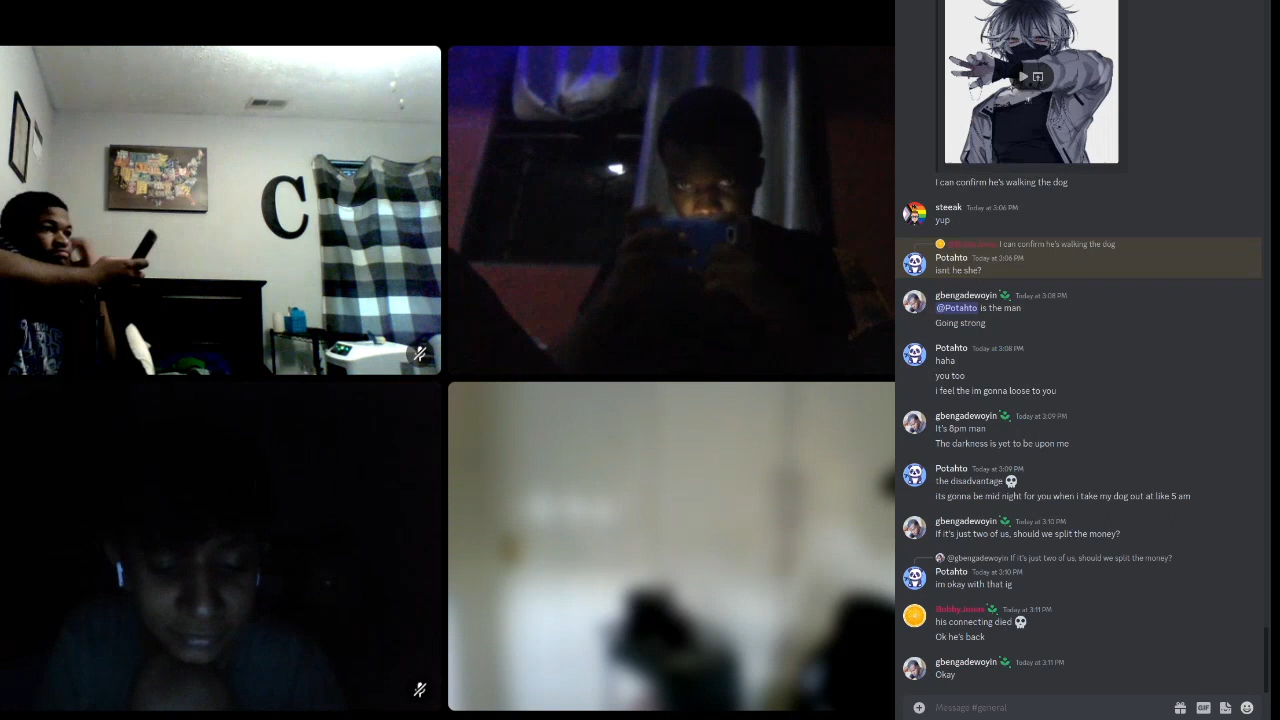 C
I can confirm he's walking the dog
steeak Today at 3:06 PM
yup
I can confirm he's walking the dog
Potahto Today at 3:06 PM
isnt he she?
gbengadewoyin Today at 3:08 PM
@Potahto is the man
Going strong
Potahto Today at 3:08 PM
haha
you too
i feel the im gonna loose to you
gbengadewoyin Today at 3:09 PM
It's 8pm man
The darkness is yet to be upon me
Potahto Today at 3:09 PM
the disadvantage 💀
its gonna be mid night for you when i take my dog out at like 5 am
gbengadewoyin Today at 3:10 PM
If it's just two of us, should we split the money?
@gbengadewoyin If it's just two of us, should we split the money?
Potahto Today at 3:10 PM
im okay with that ig
BobbyJesus Today at 3:11 PM
his connecting died 💀
Ok he's back
gbengadewoyin Today at 3:11 PM
Okay
Message #general
GIF